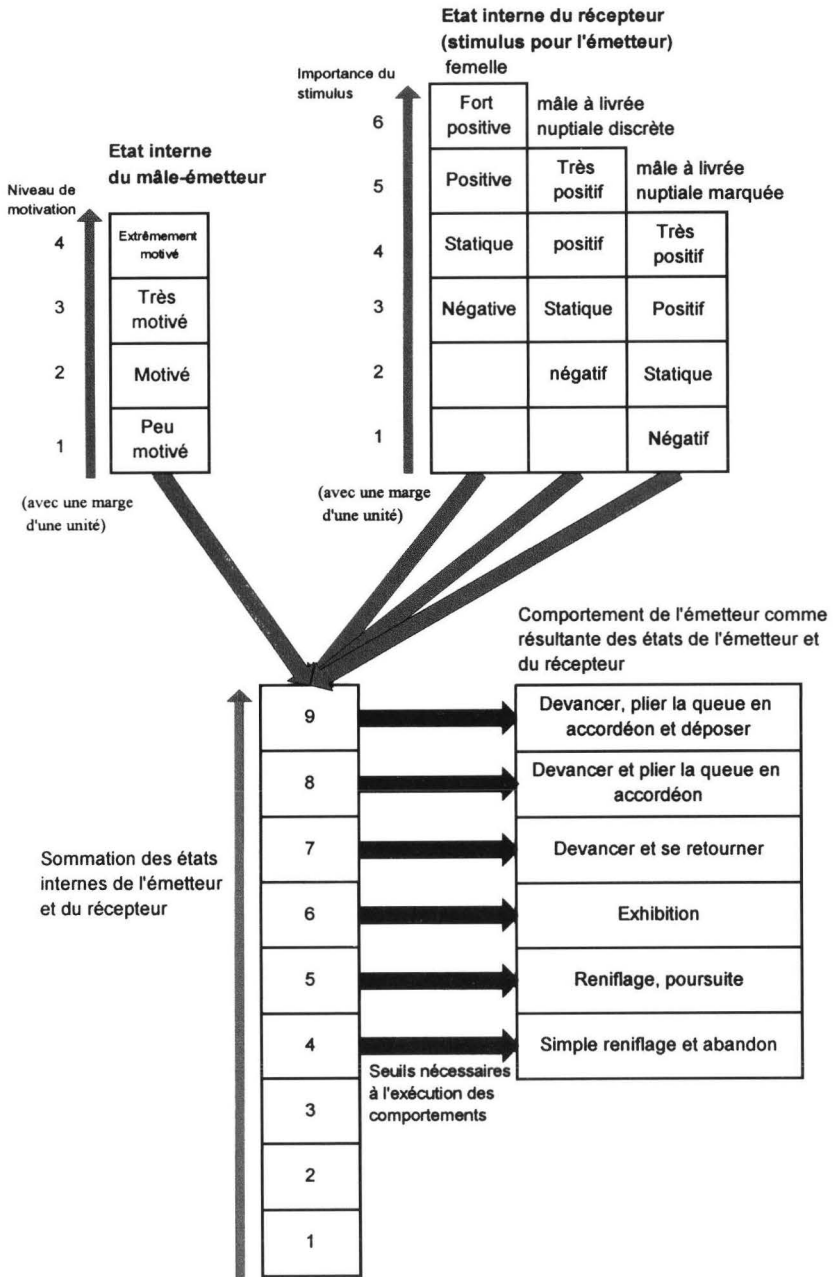 Etat interne du récepteur
(stimulus pour l'émetteur)
femelle
Importance du
stimulus
6
Fort
positive
mâle à livrée
nuptiale discrète
Etat interne
du mâle-émetteur
5
Positive
Très
positif
mâle à livrée
nuptiale marquée
Niveau de
motivation
4
Extrêmement
motivé
4
Statique
positif
Très
positif
3
Très
motivé
3
Négative
Statique
Positif
2
Motivé
2
négatif
Statique
1
Peu
motivé
1
Négatif
(avec une marge
d'une unité)
(avec une marge
d'une unité)
Comportement de l'émetteur comme
résultante des états de l'émetteur et
du récepteur
9
Devancer, plier la queue en
accordéon et déposer
8
Devancer et plier la queue en
accordéon
7
Devancer et se retourner
Sommation des états
internes de l'émetteur
et du récepteur
6
Exhibition
5
Reniflage, poursuite
4
Simple reniflage et abandon
Seuils nécessaires
à l'exécution des
comportements
3
2
1